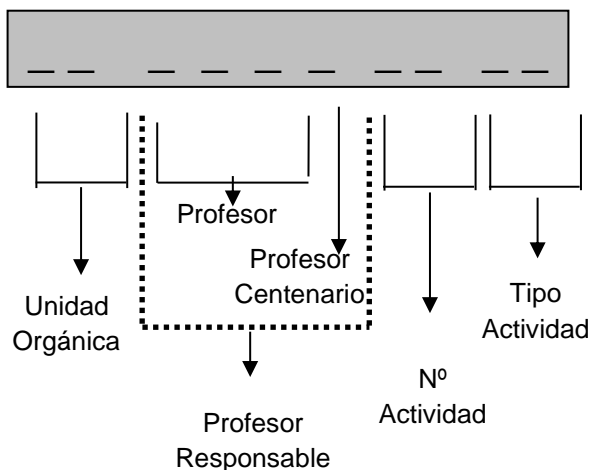 Profesor
Profesor
Centenario
Unidad
Orgánica
Tipo
Actividad
Nº
Actividad
Profesor
Responsable